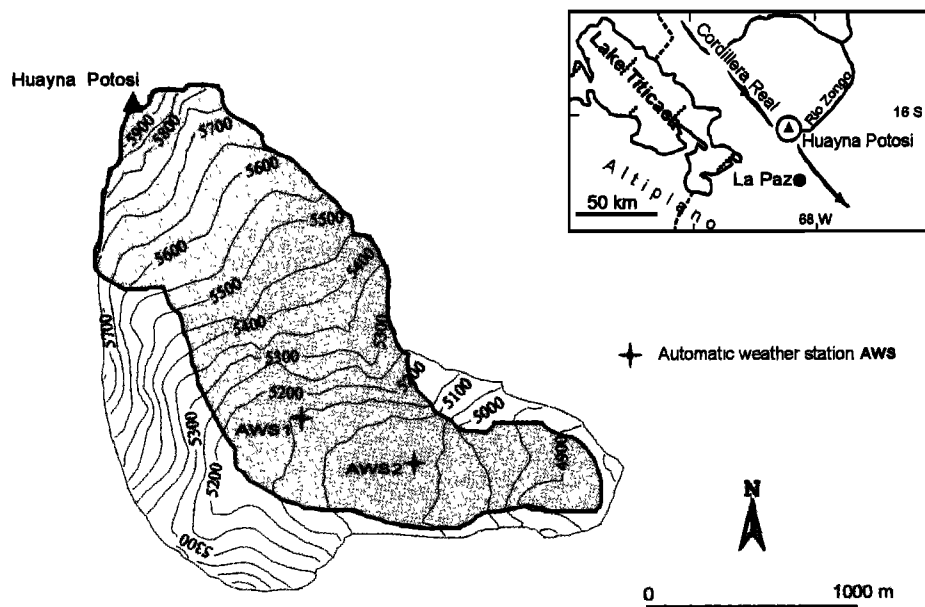 Huayna Potosi
5900
5800
5700
5600
5500
5600
5500
5400
5400
5300
5300
5200
5700
5300
5200
5300
5100
5000
AWS 1
AWS2
Automatic weather station AWS
N
0 1000 m
Lake Titicaca
Cordillera Real
Rio Zongo
16 S
Huayna Potosi
La Paz
Altiplano
50 km
68 W